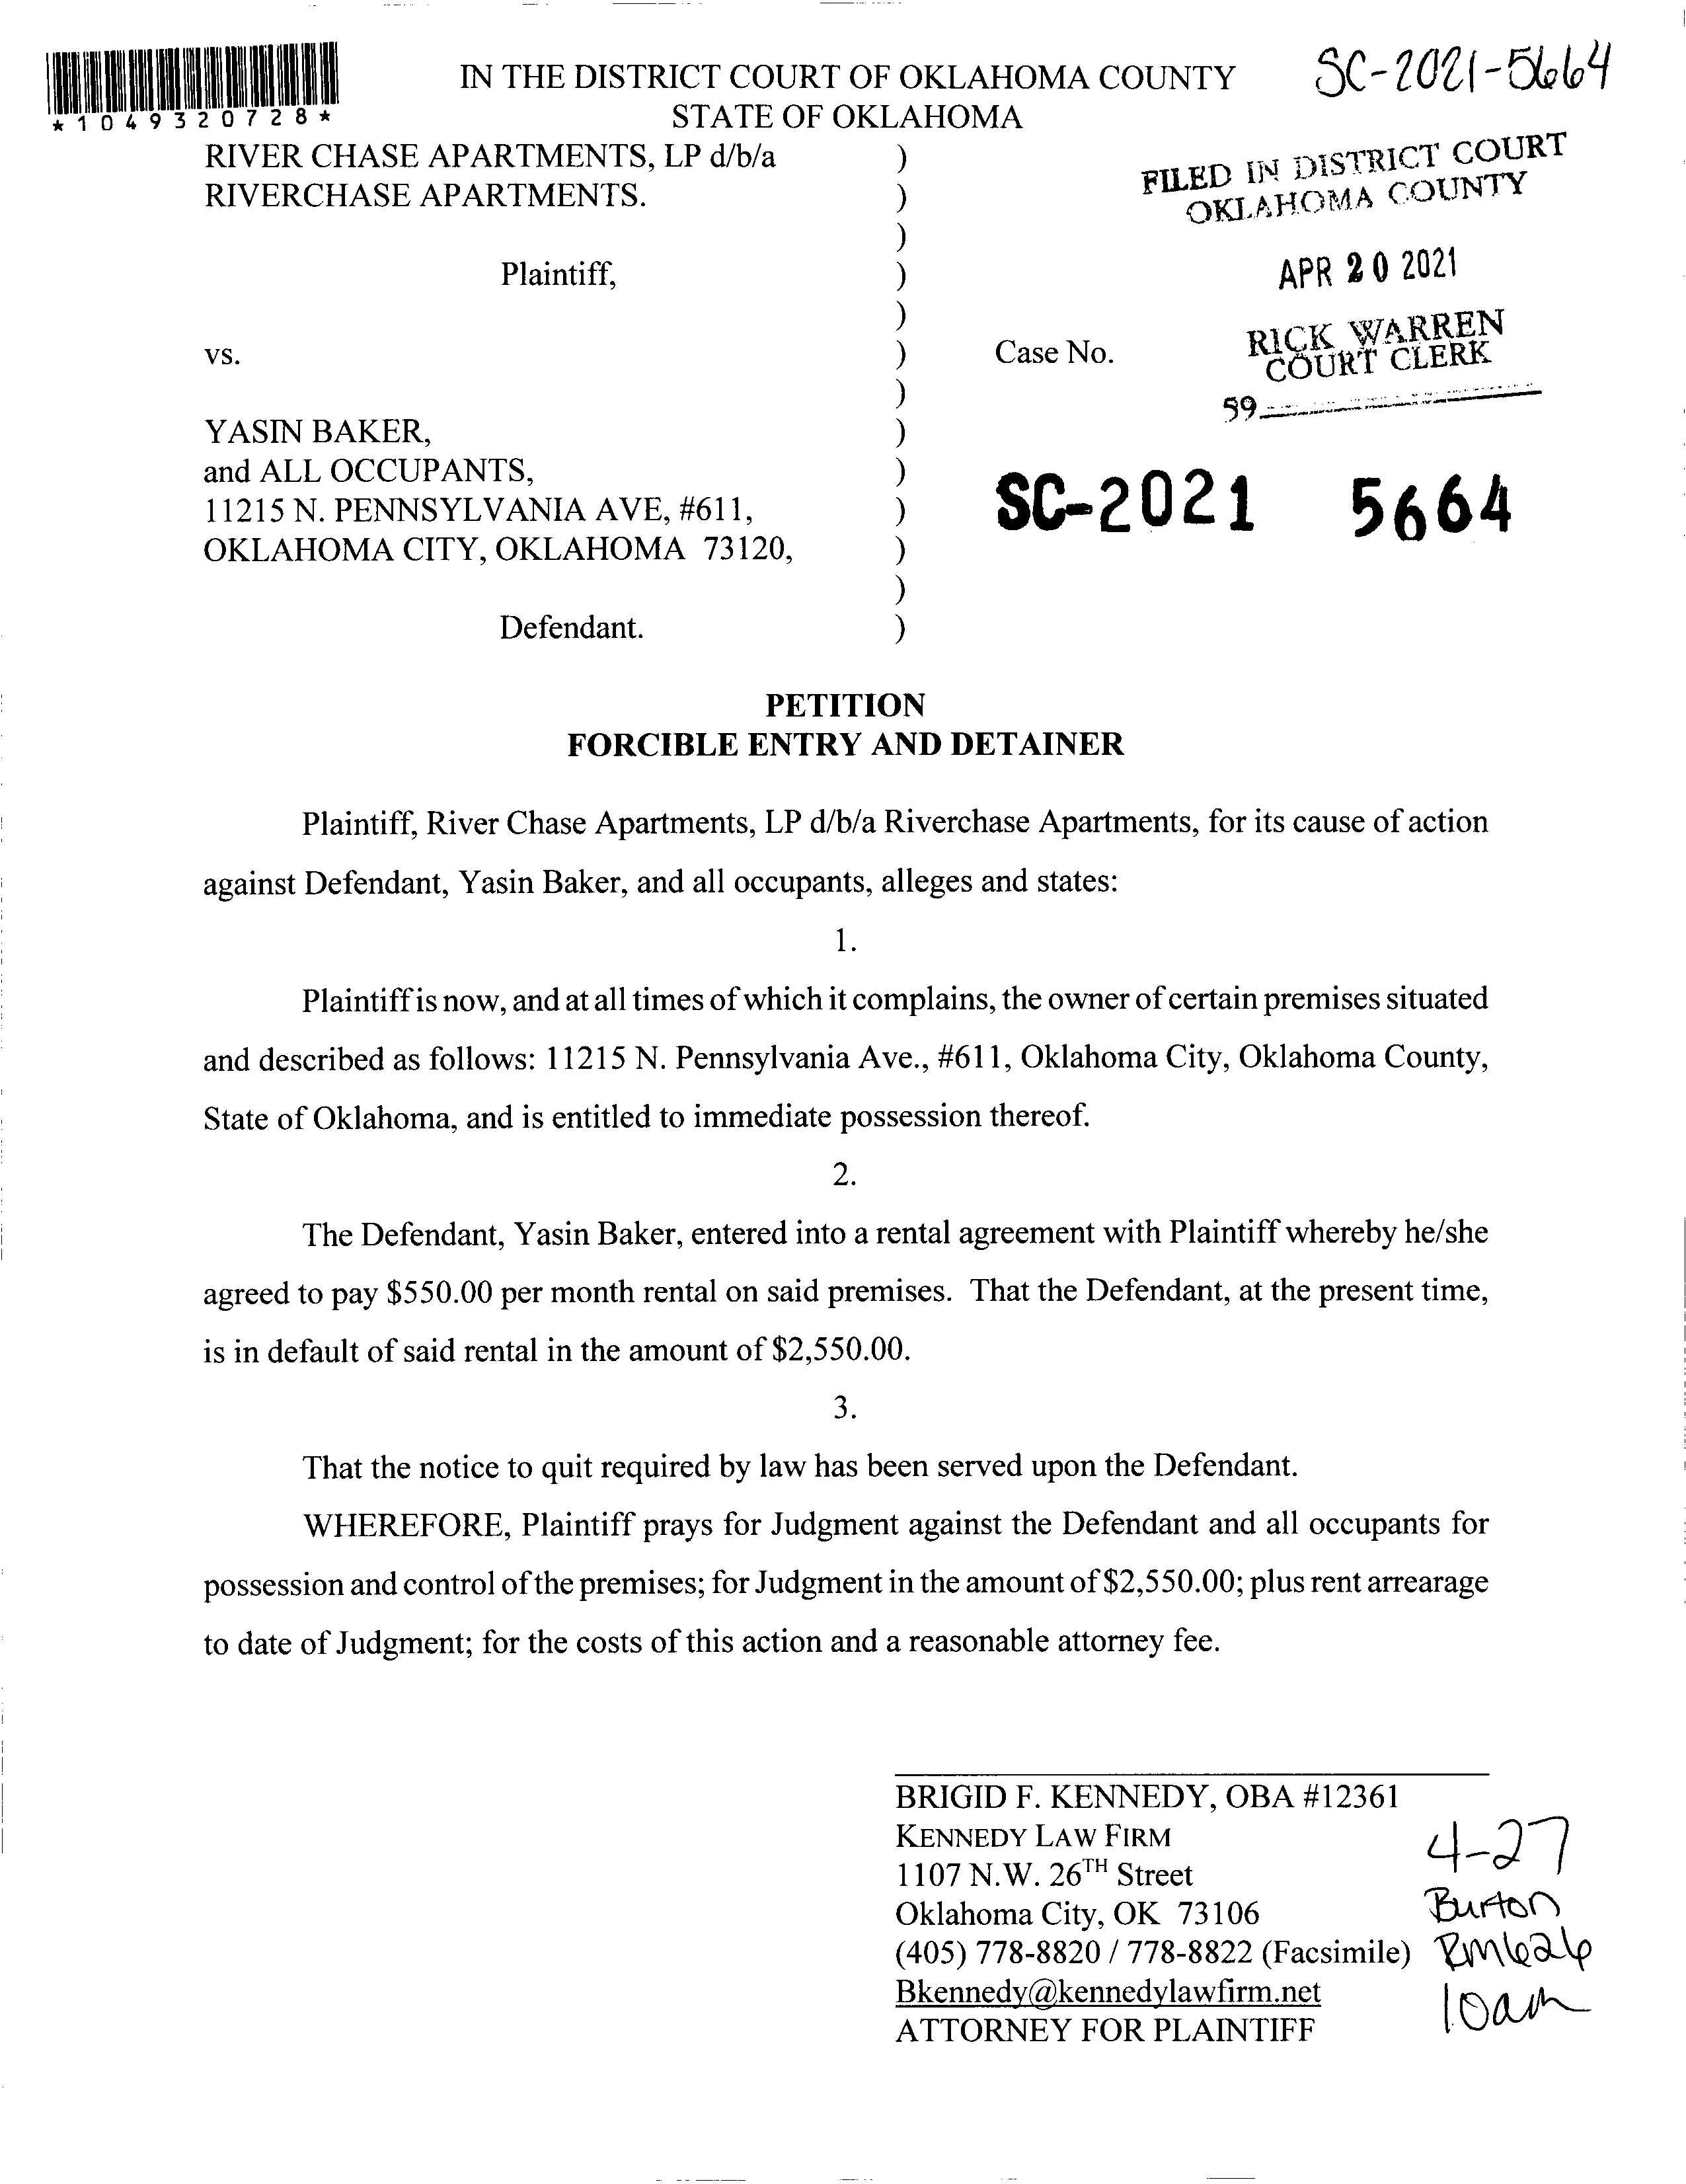 IN THE DISTRICT COURT OF OKLAHOMA COUNTY
STATE OF OKLAHOMA
SC-2021-5664
*1049320728*
RIVER CHASE APARTMENTS, LP d/b/a )
RIVERCHASE APARTMENTS. )
)
Plaintiff, )
)
vs. ) Case No.
)
YASIN BAKER, )
and ALL OCCUPANTS, )
11215 N. PENNSYLVANIA AVE, #611, )
OKLAHOMA CITY, OKLAHOMA 73120, )
)
Defendant. )
FILED IN DISTRICT COURT
OKLAHOMA COUNTY
APR 20 2021
RICK WARREN
COURT CLERK
59
SC-2021 5664
PETITION
FORCIBLE ENTRY AND DETAINER
Plaintiff, River Chase Apartments, LP d/b/a Riverchase Apartments, for its cause of action
against Defendant, Yasin Baker, and all occupants, alleges and states:
1.
Plaintiff is now, and at all times of which it complains, the owner of certain premises situated
and described as follows: 11215 N. Pennsylvania Ave., #611, Oklahoma City, Oklahoma County,
State of Oklahoma, and is entitled to immediate possession thereof.
2.
The Defendant, Yasin Baker, entered into a rental agreement with Plaintiff whereby he/she
agreed to pay $550.00 per month rental on said premises. That the Defendant, at the present time,
is in default of said rental in the amount of $2,550.00.
3.
That the notice to quit required by law has been served upon the Defendant.
WHEREFORE, Plaintiff prays for Judgment against the Defendant and all occupants for
possession and control of the premises; for Judgment in the amount of $2,550.00; plus rent arrearage
to date of Judgment; for the costs of this action and a reasonable attorney fee.
BRIGID F. KENNEDY, OBA #12361
KENNEDY LAW FIRM
1107 N.W. 26TH Street
Oklahoma City, OK 73106
(405) 778-8820 / 778-8822 (Facsimile)
Bkennedy@kennedylawfirm.net
ATTORNEY FOR PLAINTIFF
4-27
Burton
Rm626
10am